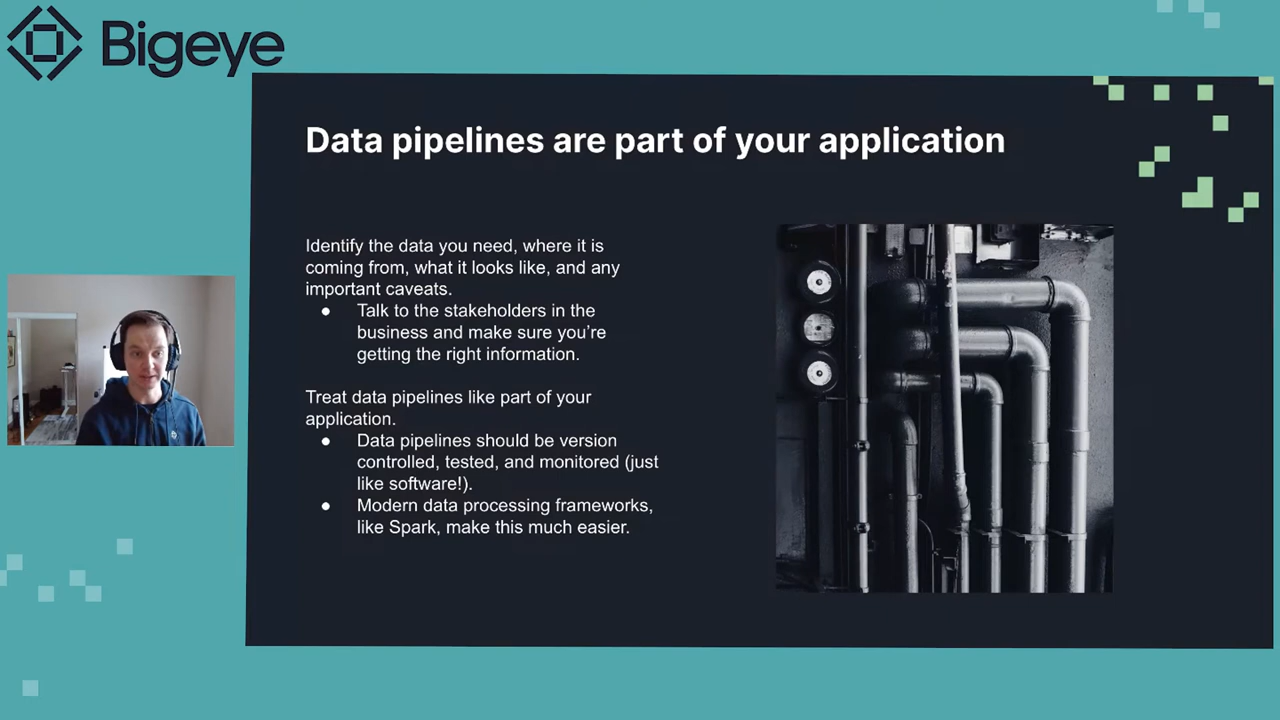 Bigeye
Data pipelines are part of your application
Identify the data you need, where it is
coming from, what it looks like, and any
important caveats.
● Talk to the stakeholders in the
business and make sure you’re
getting the right information.
Treat data pipelines like part of your
application.
● Data pipelines should be version
controlled, tested, and monitored (just
like software!).
● Modern data processing frameworks,
like Spark, make this much easier.